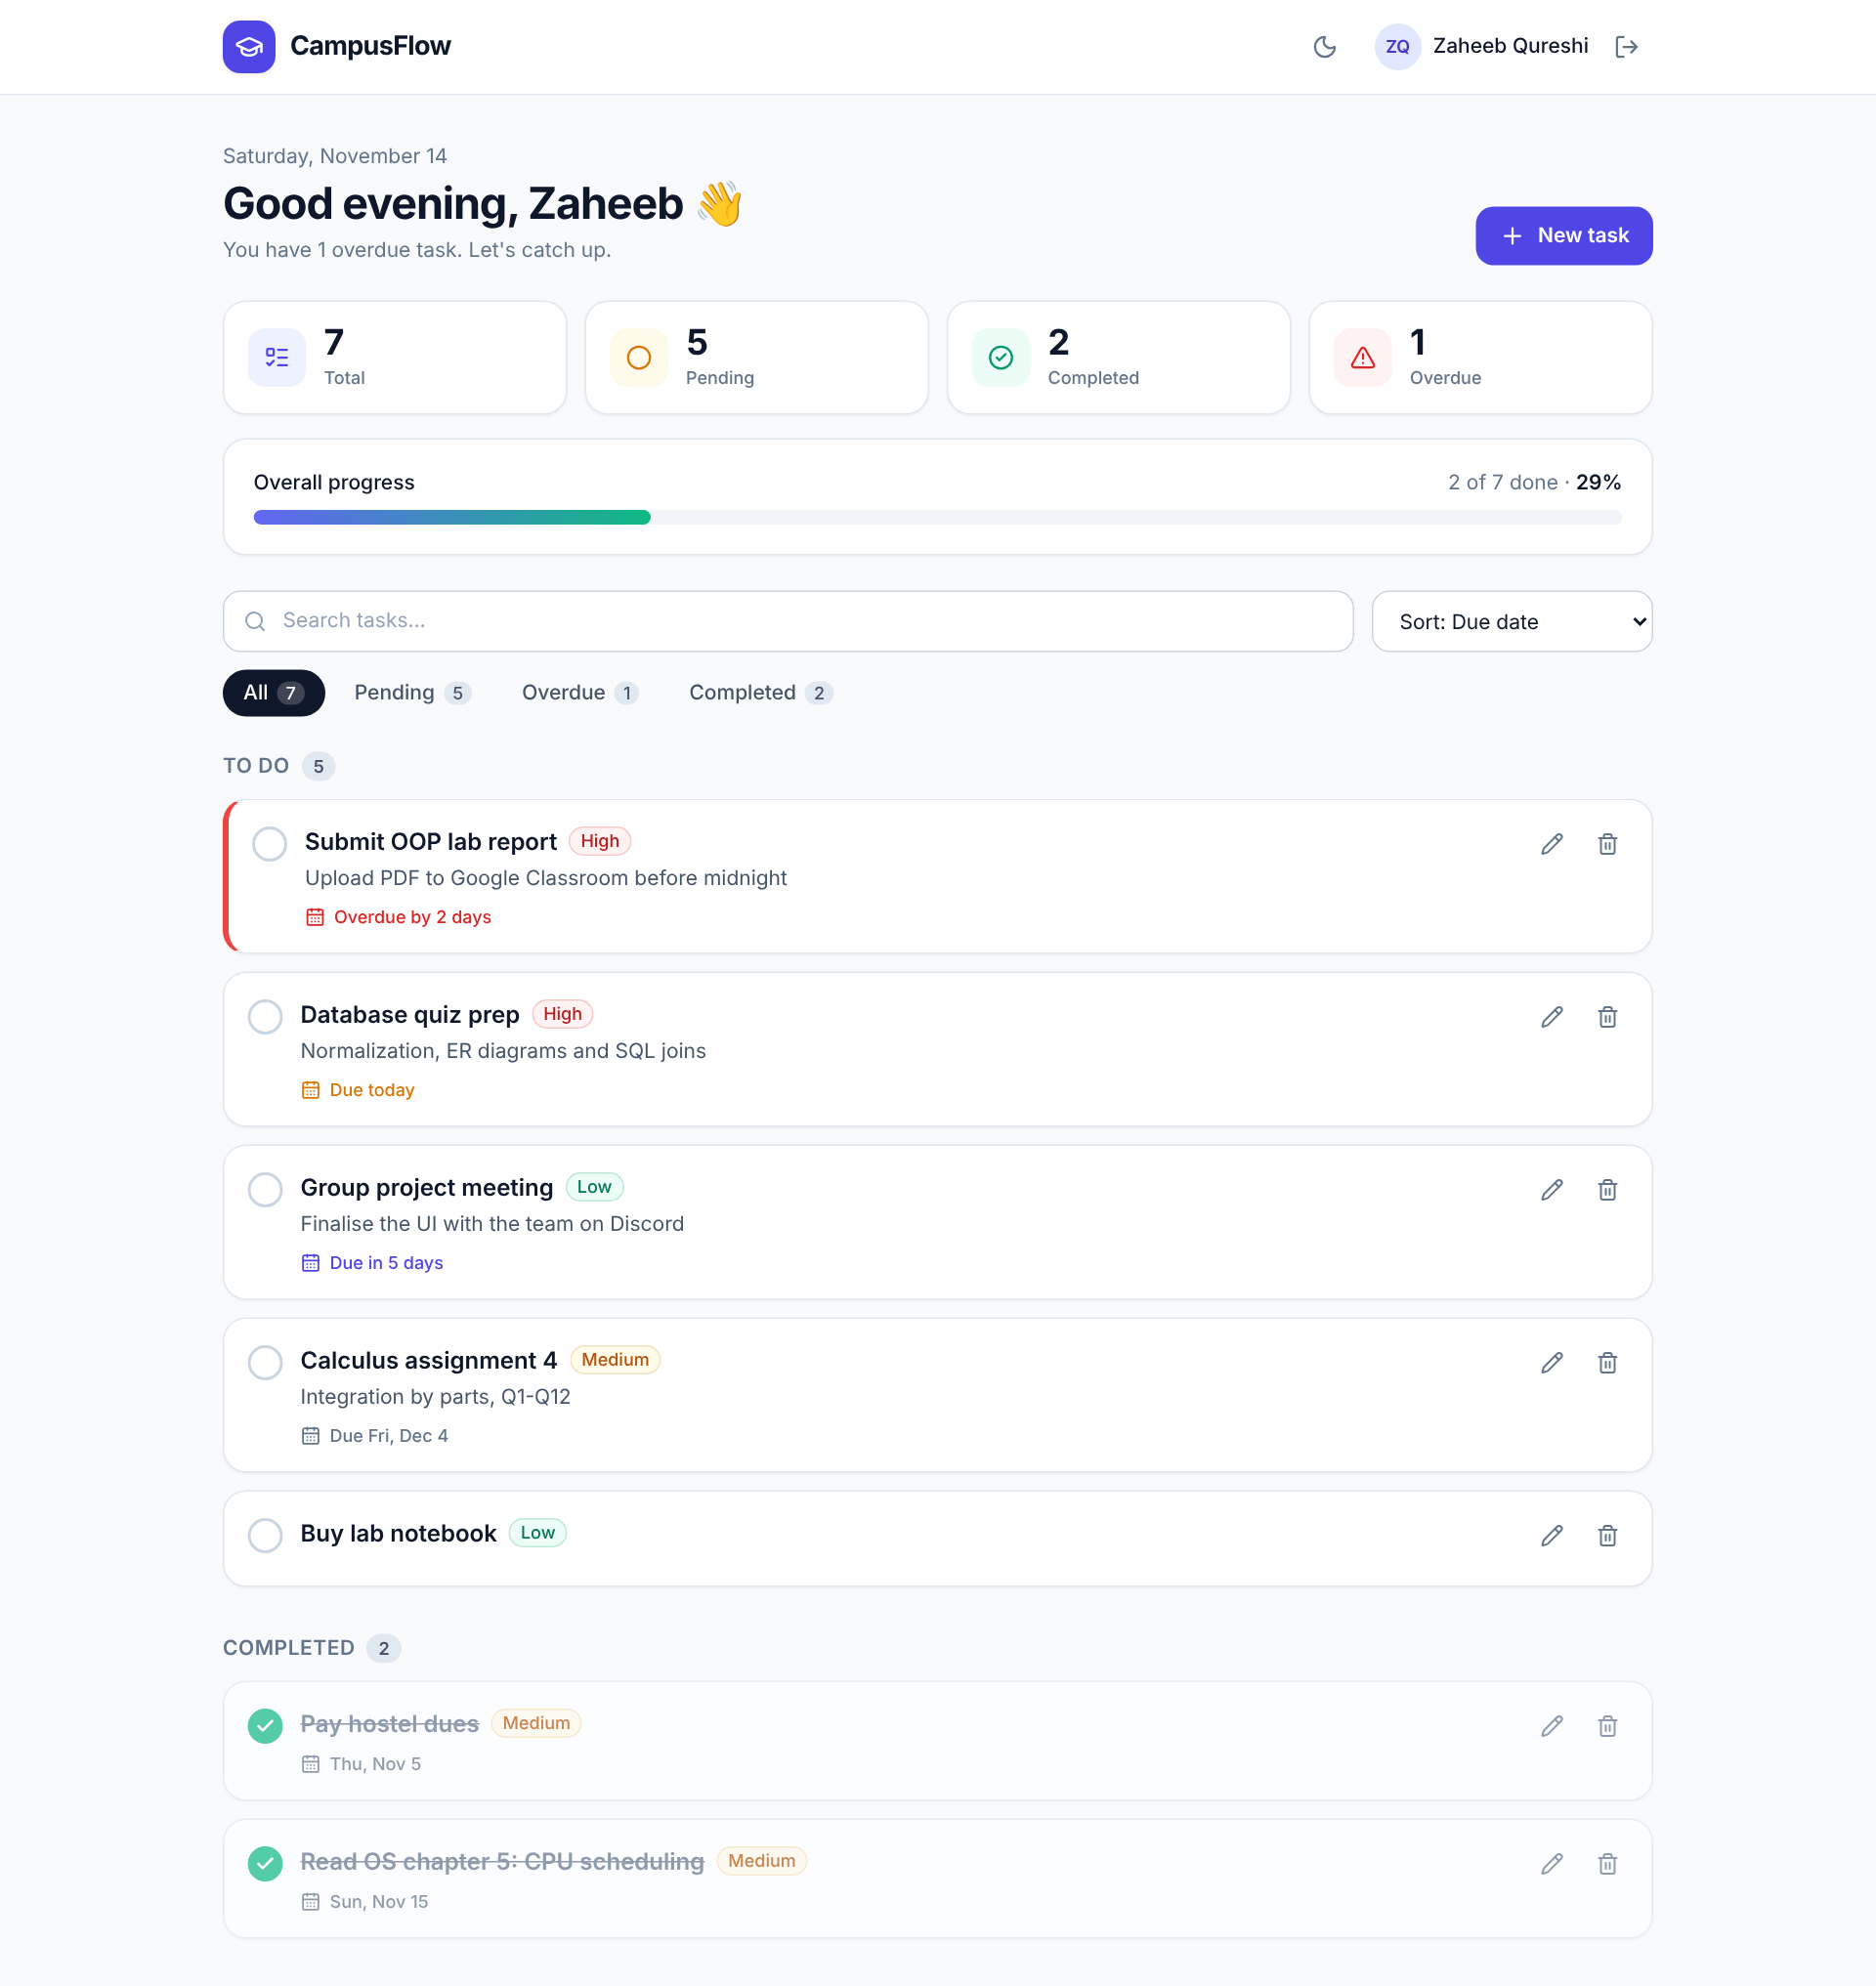 CampusFlow
ZQ Zaheeb Qureshi
Saturday, November 14
Good evening, Zaheeb 👋
You have 1 overdue task. Let's catch up.
New task
7
Total
5
Pending
2
Completed
1
Overdue
Overall progress
2 of 7 done · 29%
Search tasks...
Sort: Due date
All 7 Pending 5 Overdue 1 Completed 2
TO DO 5
Submit OOP lab report High
Upload PDF to Google Classroom before midnight
Overdue by 2 days
Database quiz prep High
Normalization, ER diagrams and SQL joins
Due today
Group project meeting Low
Finalise the UI with the team on Discord
Due in 5 days
Calculus assignment 4 Medium
Integration by parts, Q1-Q12
Due Fri, Dec 4
Buy lab notebook Low
COMPLETED 2
Pay hostel dues Medium
Thu, Nov 5
Read OS chapter 5: CPU scheduling Medium
Sun, Nov 15